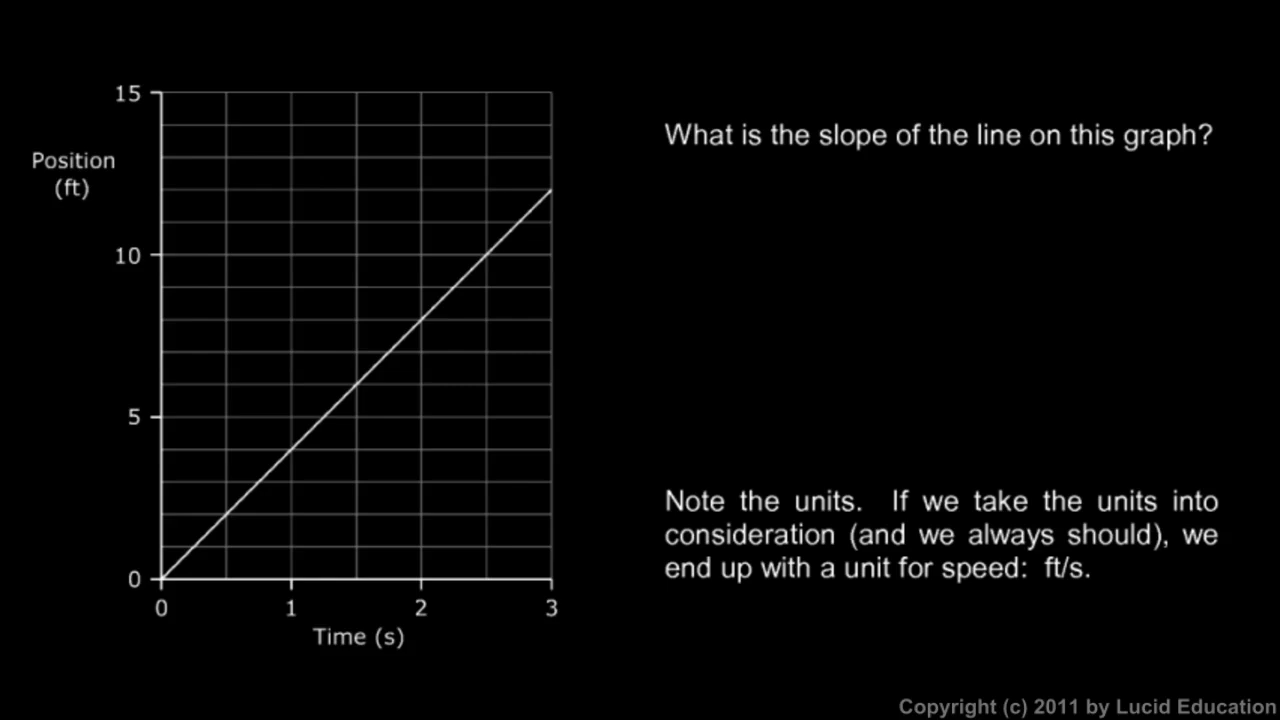 15
Position
(ft)
10
5
0
0 1 2 3
Time (s)
What is the slope of the line on this graph?
Note the units. If we take the units into
consideration (and we always should), we
end up with a unit for speed: ft/s.
Copyright (c) 2011 by Lucid Education